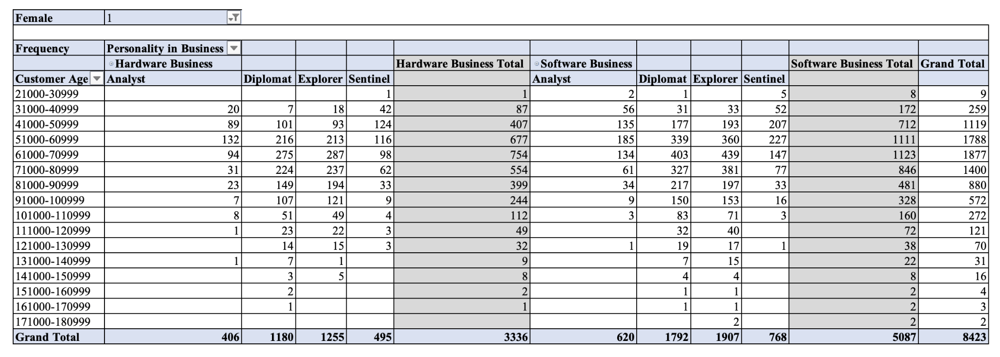 Female 1
Frequency Personality in Business
Hardware Business Hardware Business Total Software Business Software Business Total Grand Total
Customer Age Analyst Diplomat Explorer Sentinel Analyst Diplomat Explorer Sentinel
21000-30999 1 1 2 1 5 8 9
31000-40999 20 7 18 42 87 56 31 33 52 172 259
41000-50999 89 101 93 124 407 135 177 193 207 712 1119
51000-60999 132 216 213 116 677 185 339 360 227 1111 1788
61000-70999 94 275 287 98 754 134 403 439 147 1123 1877
71000-80999 31 224 237 62 554 61 327 381 77 846 1400
81000-90999 23 149 194 33 399 34 217 197 33 481 880
91000-100999 7 107 121 9 244 9 150 153 16 328 572
101000-110999 8 51 49 4 112 3 83 71 3 160 272
111000-120999 1 23 22 3 49 32 40 72 121
121000-130999 14 15 3 32 1 19 17 1 38 70
131000-140999 1 7 1 9 7 15 22 31
141000-150999 3 5 8 4 4 8 16
151000-160999 2 2 1 1 2 4
161000-170999 1 1 1 1 2 3
171000-180999 2 2 2
Grand Total 406 1180 1255 495 3336 620 1792 1907 768 5087 8423